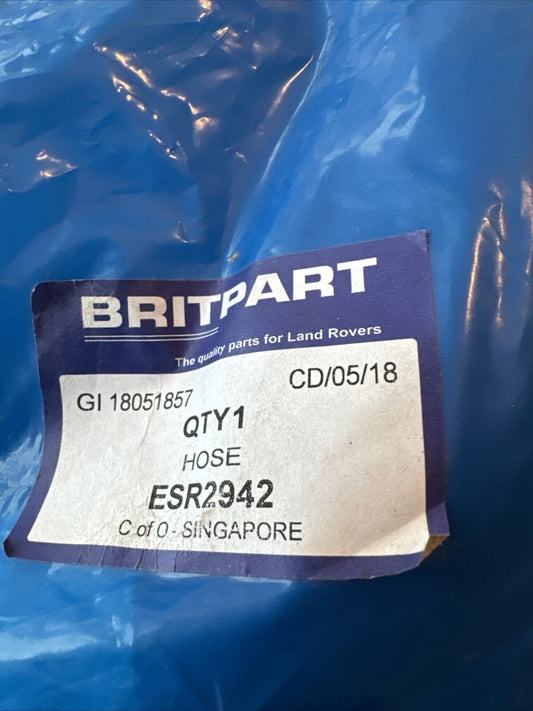 BRITPART
The quality parts for Land Rovers
GI 18051857 CD/05/18
QTY1
HOSE
ESR2942
C of O - SINGAPORE